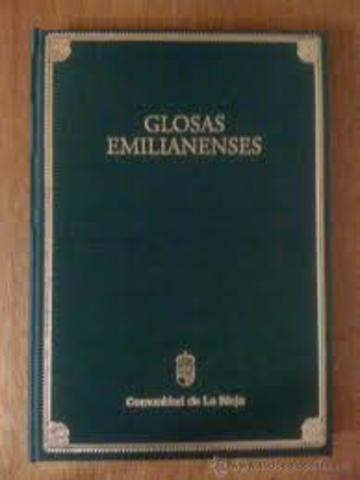 GLOSAS
EMILIANENSES
Comunidad de La Rioja